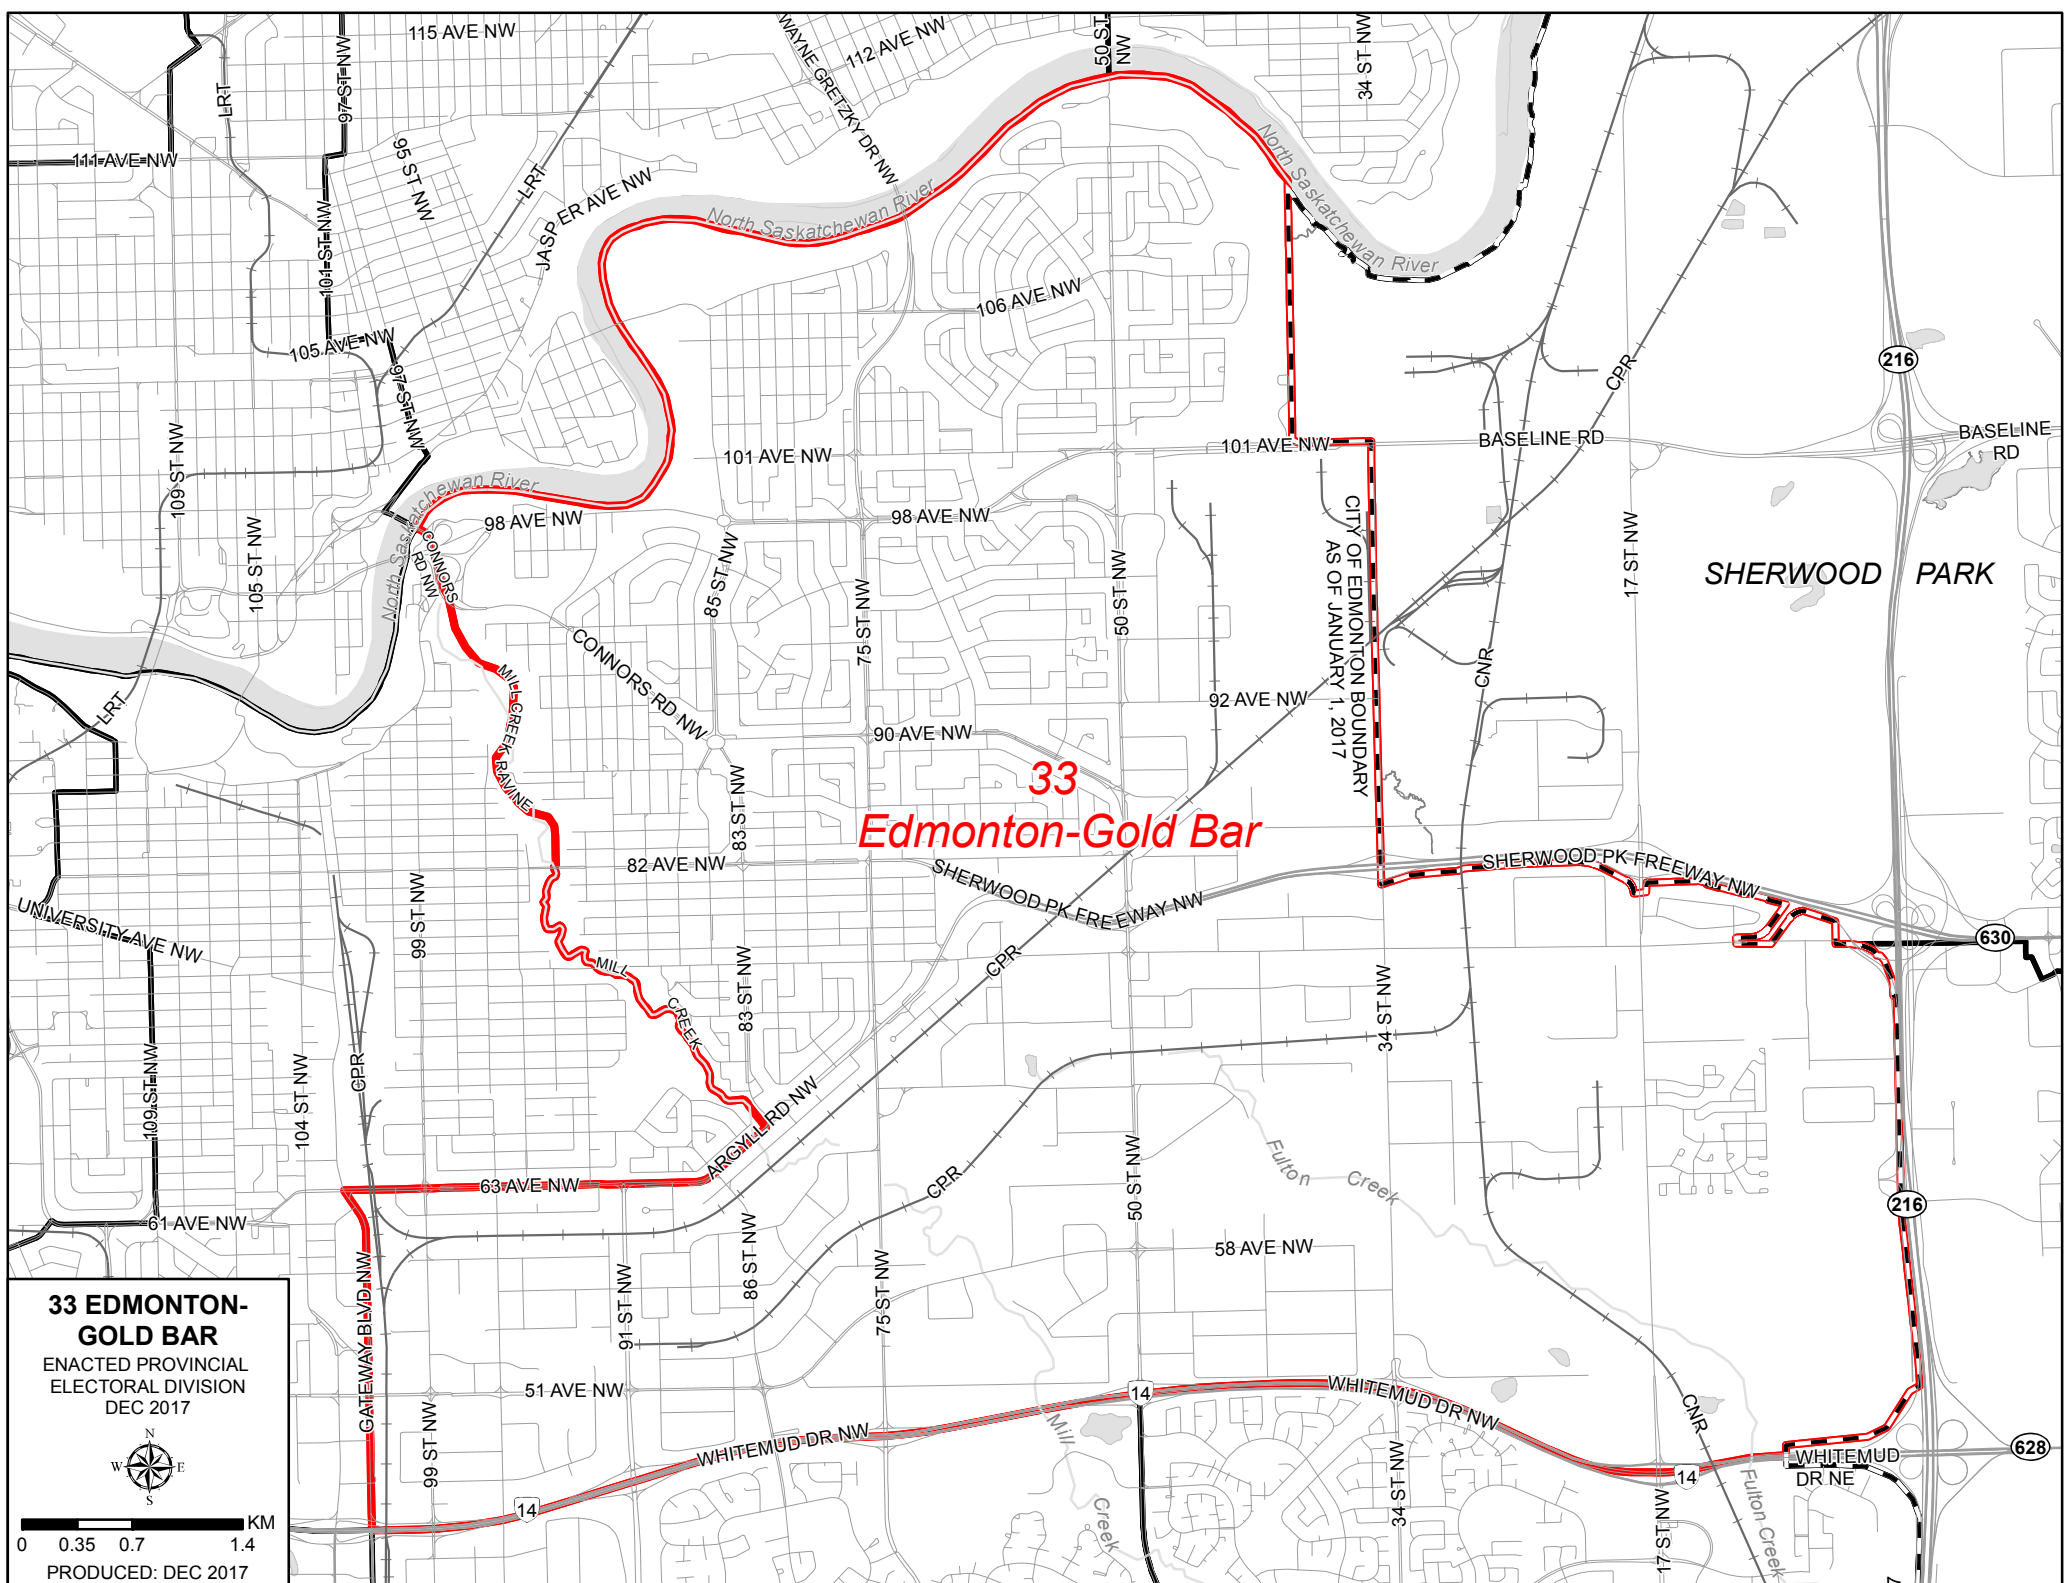 115 AVE NW
WAYNE GRETZKY DR NW
112 AVE NW
50 ST NW
34 ST NW
LRT
97 ST NW
111 AVE NW
95 ST NW
LRT
JASPER AVE NW
North Saskatchewan River
North Saskatchewan River
101 ST NW
105 AVE NW
97 ST NW
106 AVE NW
CPR
216
109 ST NW
101 AVE NW
101 AVE NW
BASELINE RD
BASELINE
RD
North Saskatchewan River
98 AVE NW
98 AVE NW
CONNORS
RD NW
105 ST NW
North Saskatchewan River
85 ST NW
75 ST NW
50 ST NW
CITY OF EDMONTON BOUNDARY
AS OF JANUARY 1, 2017
17 ST NW
SHERWOOD PARK
CONNORS RD NW
MILL CREEK RAVINE
LRT
CNR
92 AVE NW
90 AVE NW
33
Edmonton-Gold Bar
83 ST NW
82 AVE NW
SHERWOOD PK FREEWAY NW
SHERWOOD PK FREEWAY NW
UNIVERSITY AVE NW
99 ST NW
630
MILL
CREEK
83 ST NW
CPR
34 ST NW
109 ST NW
104 ST NW
CPR
ARGYLL RD NW
63 AVE NW
CPR
50 ST NW
Fulton
Creek
216
61 AVE NW
86 ST NW
75 ST NW
58 AVE NW
GATEWAY BLVD NW
91 ST NW
51 AVE NW
14
WHITEMUD DR NW
WHITEMUD DR NW
CNR
99 ST NW
Mill
Creek
34 ST NW
17 ST NW
14
14
WHITEMUD
DR NE
628
Fulton Creek
33 EDMONTON-
GOLD BAR
ENACTED PROVINCIAL
ELECTORAL DIVISION
DEC 2017
N
W E
S
KM
0 0.35 0.7 1.4
PRODUCED: DEC 2017